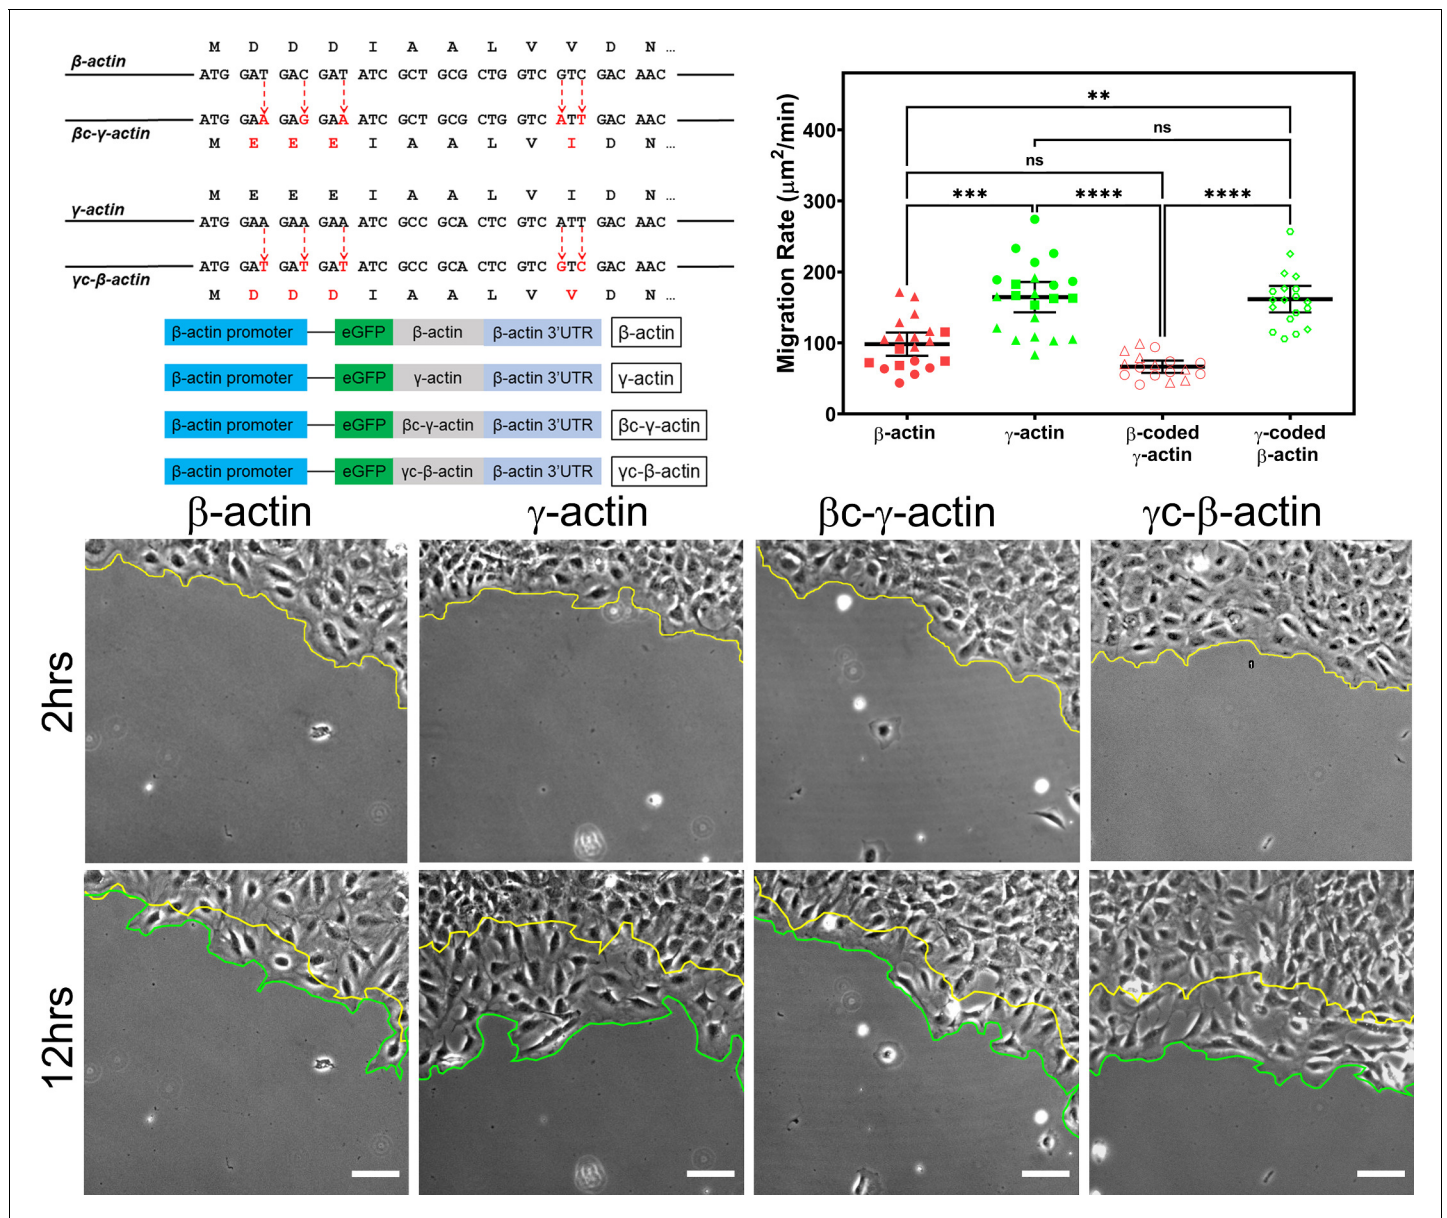 M D D D I A A L V V D N ...
β-actin
ATG GAT GAC GAT ATC GCT GCG CTG GTC GTC GAC AAC
ATG GAA GAG GAA ATC GCT GCG CTG GTC ATT GAC AAC
βc-γ-actin
M E E E I A A L V I D N ...
M E E E I A A L V I D N ...
γ-actin
ATG GAA GAA GAA ATC GCC GCA CTC GTC ATT GAC AAC
ATG GAT GAT GAT ATC GCC GCA CTC GTC GTC GAC AAC
γc-β-actin
M D D D I A A L V V D N ...
β-actin promoter eGFP β-actin β-actin 3'UTR β-actin
β-actin promoter eGFP γ-actin β-actin 3'UTR γ-actin
β-actin promoter eGFP βc-γ-actin β-actin 3'UTR βc-γ-actin
β-actin promoter eGFP γc-β-actin β-actin 3'UTR γc-β-actin
Migration Rate (μm²/min)
400
300
200
100
0
**
ns
ns
*** **** ****
β-actin γ-actin β-coded γ-coded
γ-actin β-actin
β-actin γ-actin βc-γ-actin γc-β-actin
2hrs
1
12hrs